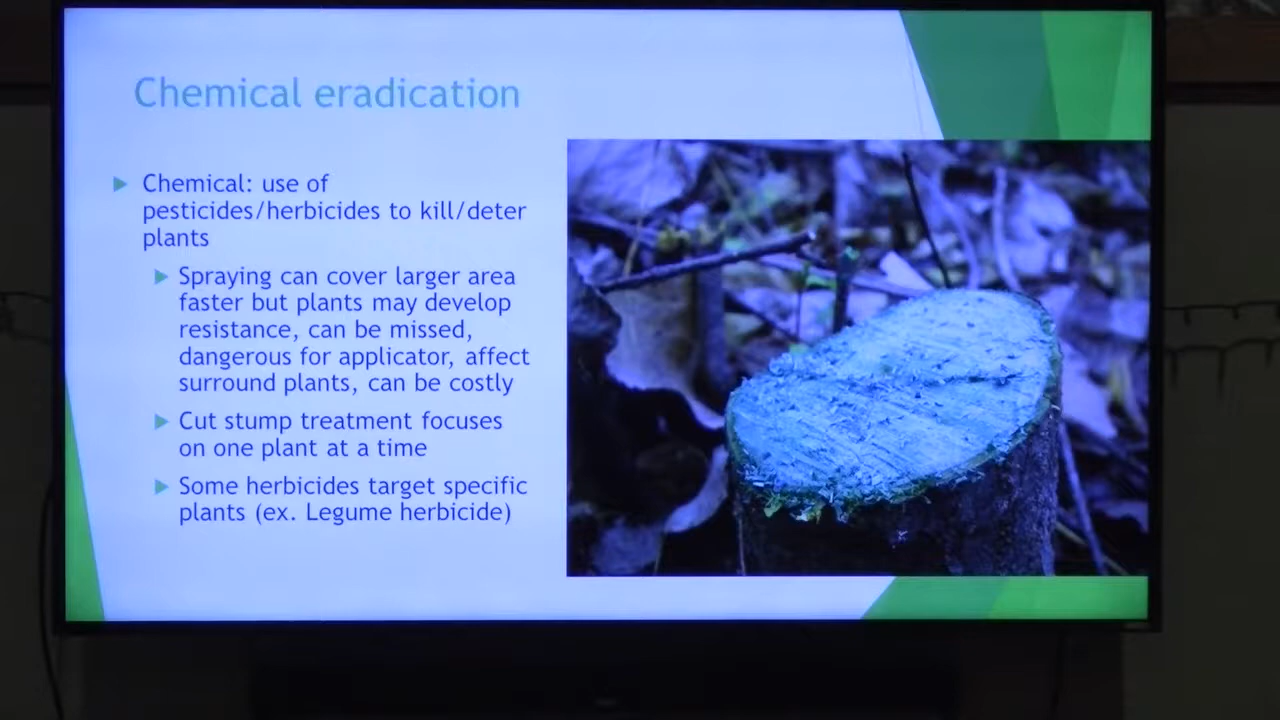 Chemical eradication
Chemical: use of
pesticides/herbicides to kill/deter
plants
Spraying can cover larger area
faster but plants may develop
resistance, can be missed,
dangerous for applicator, affect
surround plants, can be costly
Cut stump treatment focuses
on one plant at a time
Some herbicides target specific
plants (ex. Legume herbicide)